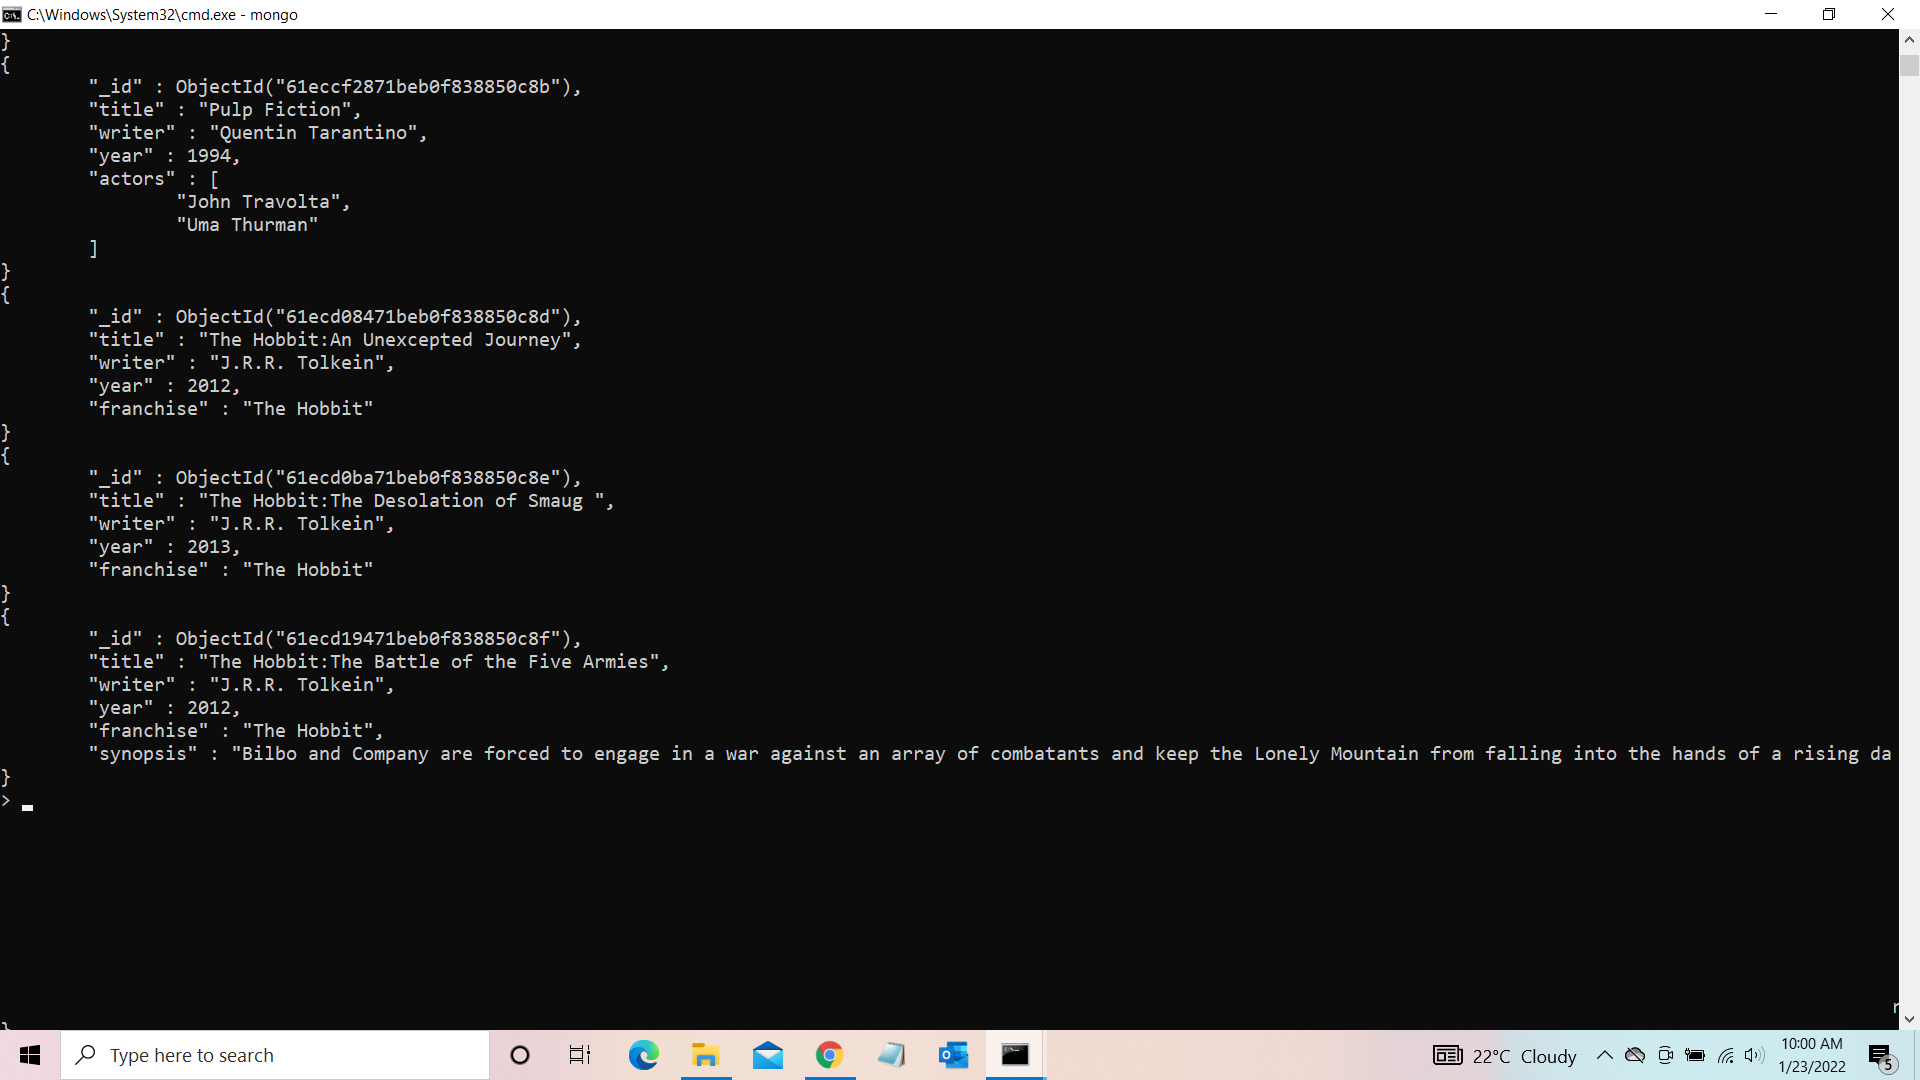 C:\Windows\System32\cmd.exe - mongo
}
{
"_id" : ObjectId("61eccf2871beb0f838850c8b"),
"title" : "Pulp Fiction",
"writer" : "Quentin Tarantino",
"year" : 1994,
"actors" : [
"John Travolta",
"Uma Thurman"
]
}
{
"_id" : ObjectId("61ecd08471beb0f838850c8d"),
"title" : "The Hobbit:An Unexcepted Journey",
"writer" : "J.R.R. Tolkein",
"year" : 2012,
"franchise" : "The Hobbit"
}
{
"_id" : ObjectId("61ecd0ba71beb0f838850c8e"),
"title" : "The Hobbit:The Desolation of Smaug ",
"writer" : "J.R.R. Tolkein",
"year" : 2013,
"franchise" : "The Hobbit"
}
{
"_id" : ObjectId("61ecd19471beb0f838850c8f"),
"title" : "The Hobbit:The Battle of the Five Armies",
"writer" : "J.R.R. Tolkein",
"year" : 2012,
"franchise" : "The Hobbit",
"synopsis" : "Bilbo and Company are forced to engage in a war against an array of combatants and keep the Lonely Mountain from falling into the hands of a rising da
}
>
Type here to search
22°C Cloudy
10:00 AM
1/23/2022
5